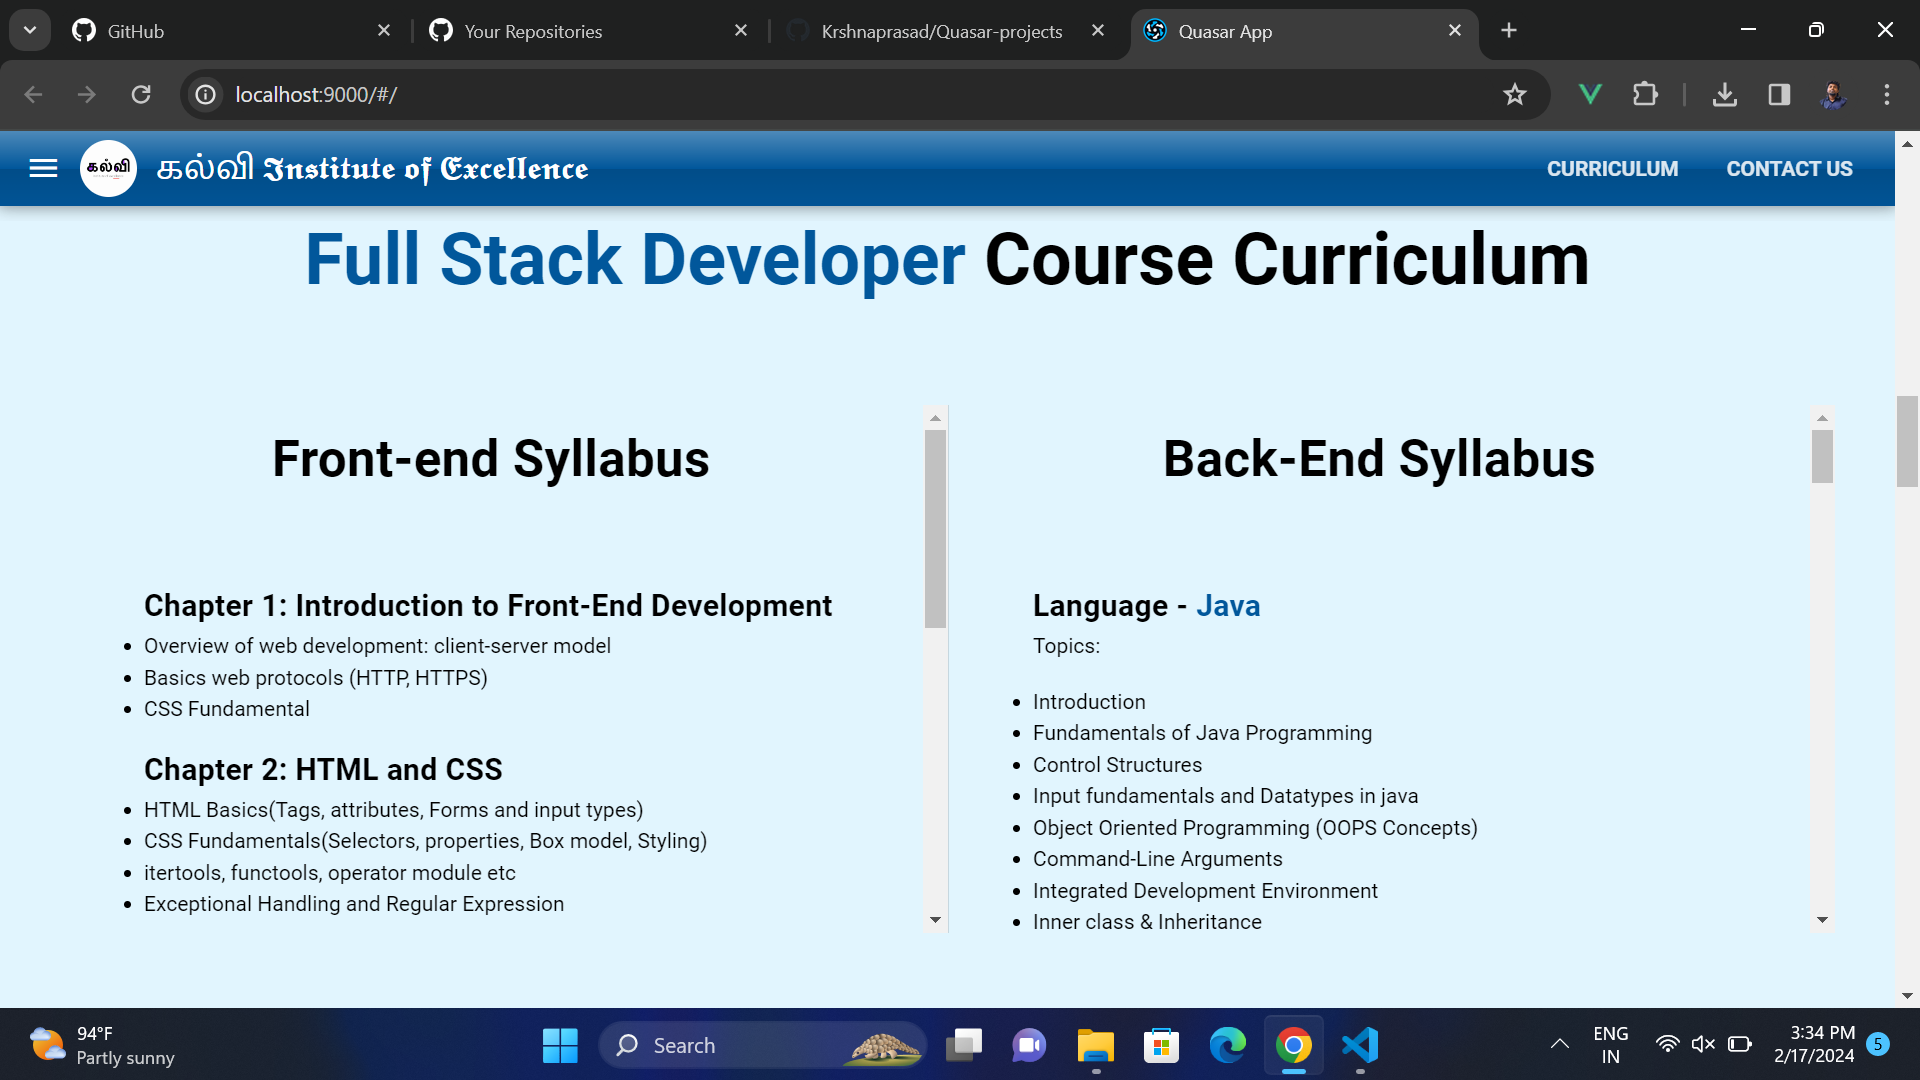 GitHub
Your Repositories
Krshnaprasad/Quasar-projects
Quasar App
localhost:9000/#/
கல்வி
கல்வி Institute of Excellence
CURRICULUM
CONTACT US
Full Stack Developer Course Curriculum
Front-end Syllabus
Chapter 1: Introduction to Front-End Development
Overview of web development: client-server model
Basics web protocols (HTTP, HTTPS)
CSS Fundamental
Chapter 2: HTML and CSS
HTML Basics(Tags, attributes, Forms and input types)
CSS Fundamentals(Selectors, properties, Box model, Styling)
itertools, functools, operator module etc
Exceptional Handling and Regular Expression
Back-End Syllabus
Language - Java
Topics:
Introduction
Fundamentals of Java Programming
Control Structures
Input fundamentals and Datatypes in java
Object Oriented Programming (OOPS Concepts)
Command-Line Arguments
Integrated Development Environment
Inner class & Inheritance
94°F
Partly sunny
Search
ENG
IN
3:34 PM
2/17/2024
5